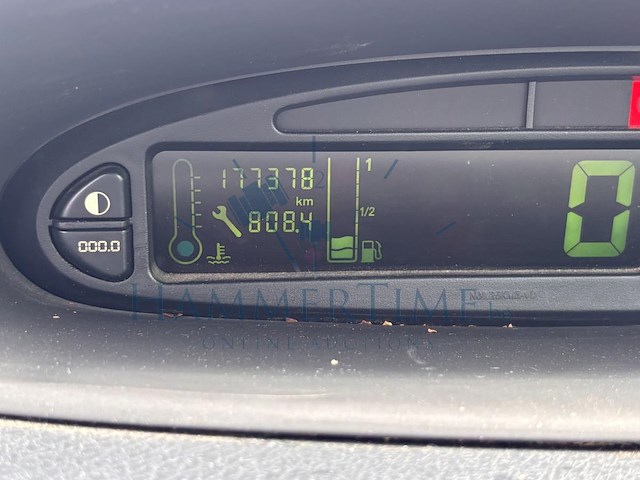 177378
km
808.4
1
1/2
0
000.0
HAMMERTIME
ONLINE AUCTIONS